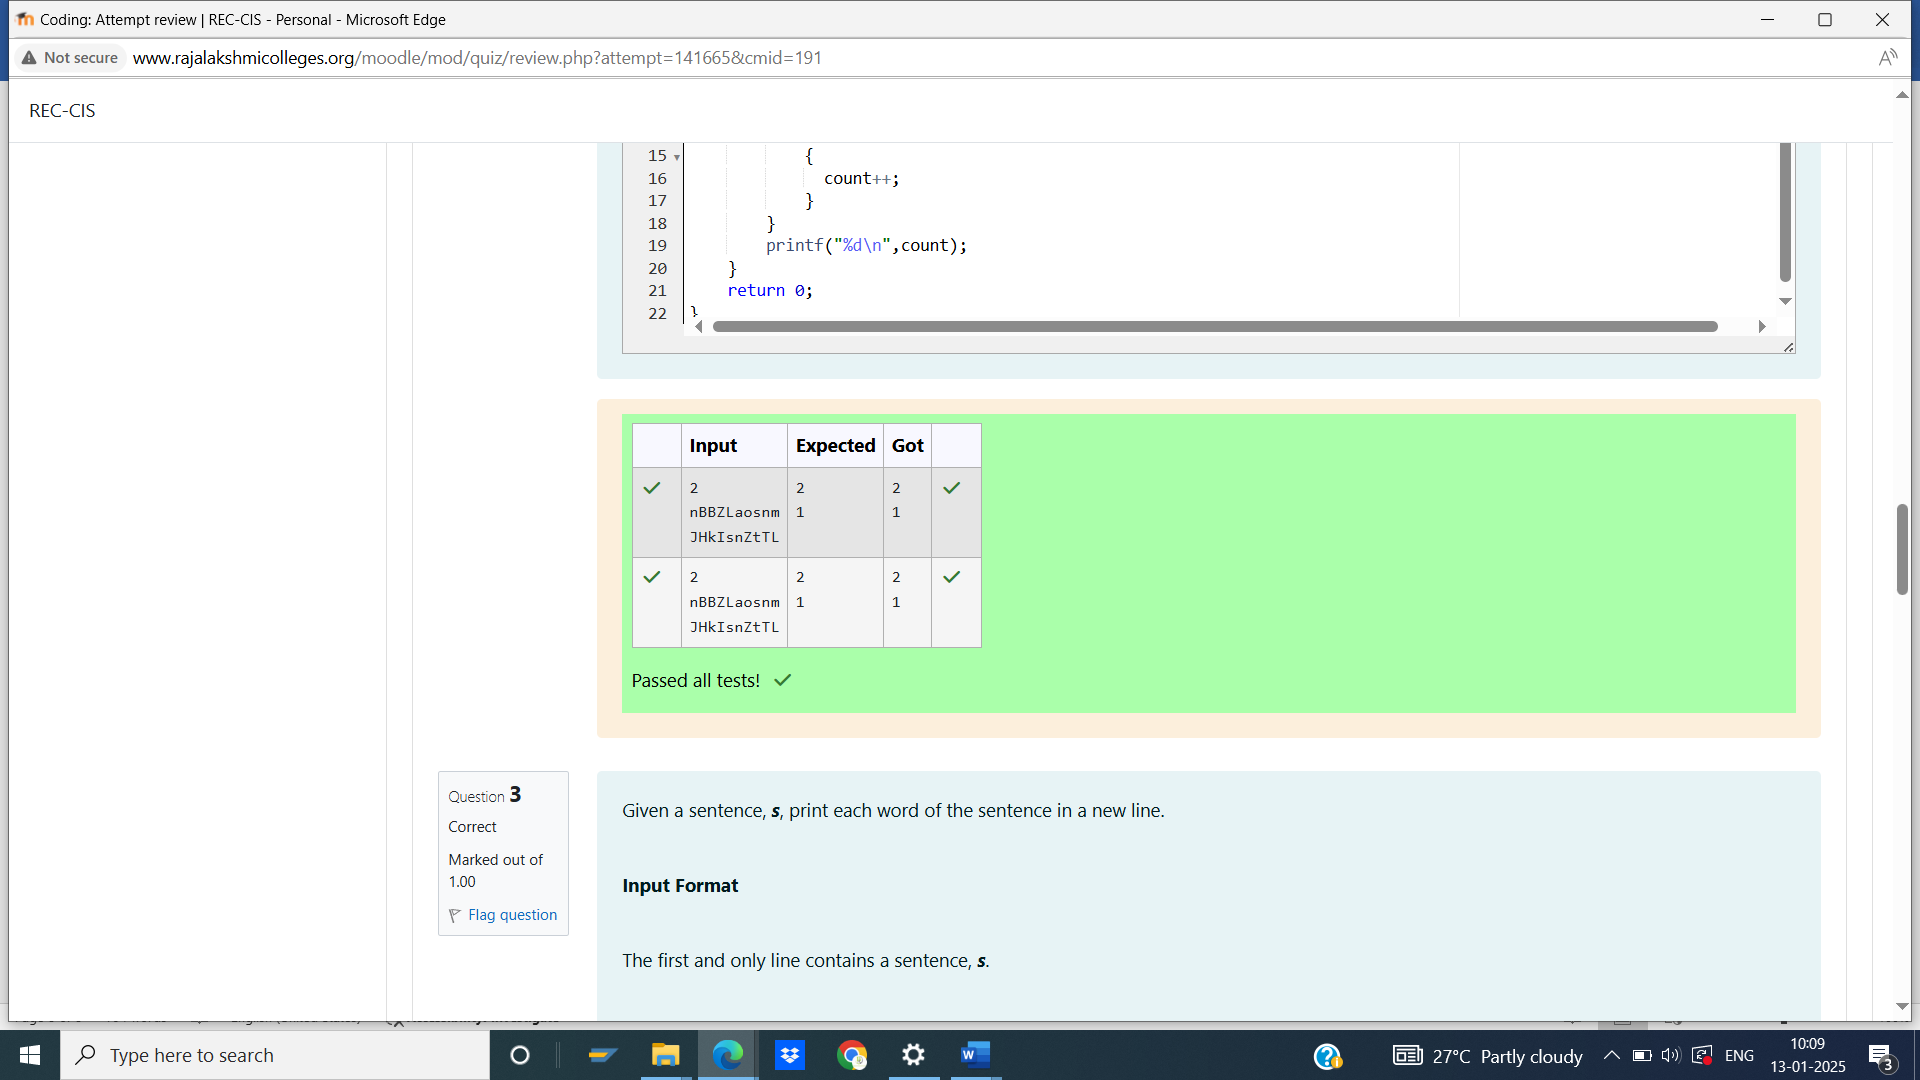 Coding: Attempt review | REC-CIS - Personal - Microsoft Edge
Not secure www.rajalakshmicolleges.org/moodle/mod/quiz/review.php?attempt=141665&cmid=191
REC-CIS
15 {
16 count++;
17 }
18 }
19 printf("%d\n",count);
20 }
21 return 0;
22 }
Input Expected Got
2 2 2
nBBZLaosnm 1 1
JHkIsnZtTL
2 2 2
nBBZLaosnm 1 1
JHkIsnZtTL
Passed all tests!
Question 3
Correct
Marked out of
1.00
Flag question
Given a sentence, s, print each word of the sentence in a new line.
Input Format
The first and only line contains a sentence, s.
Type here to search
27°C Partly cloudy
ENG
10:09
13-01-2025
3